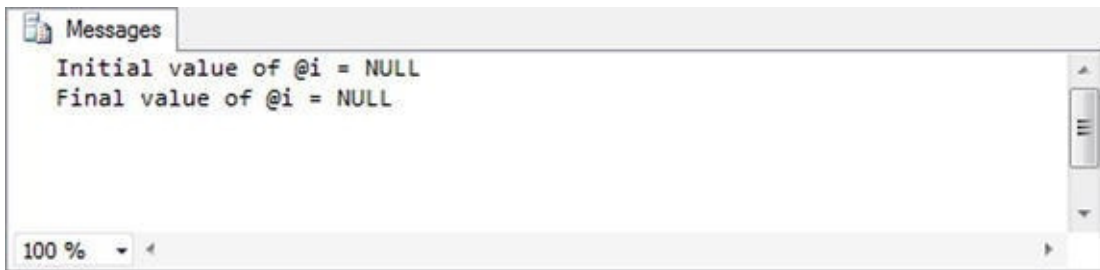 Messages
Initial value of @i = NULL
Final value of @i = NULL
100 %